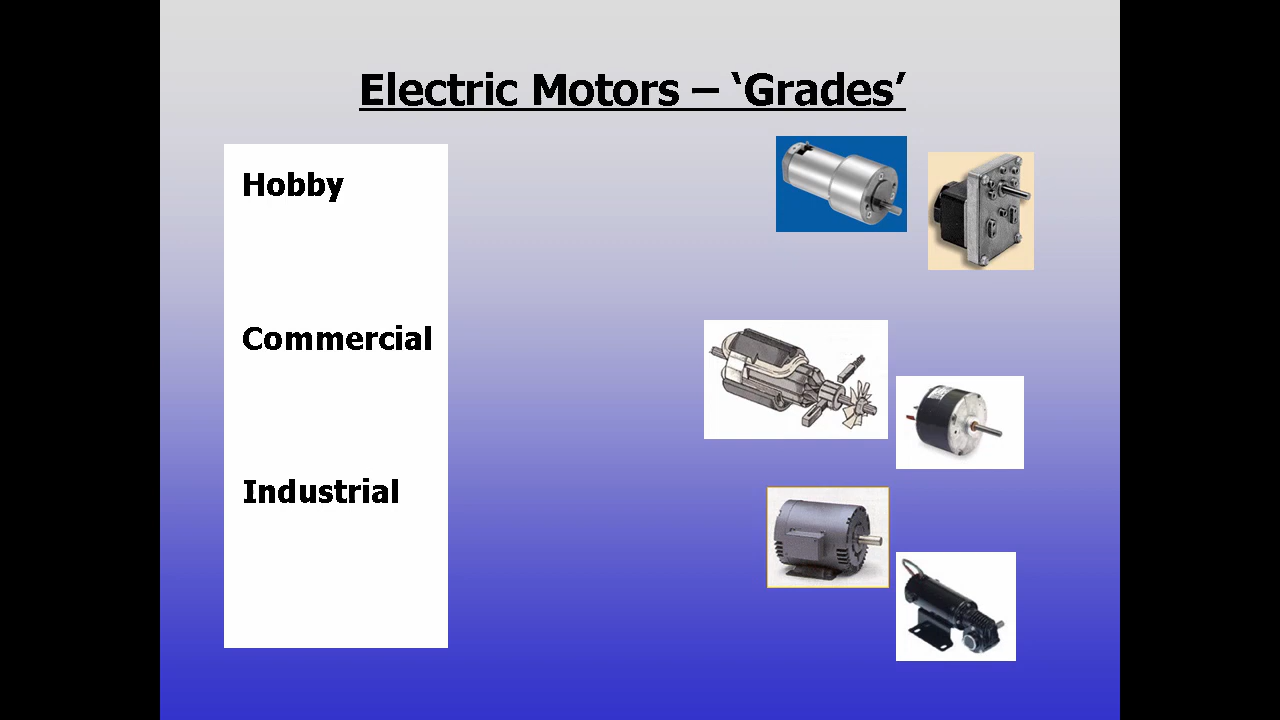 Electric Motors – ‘Grades’
Hobby
Commercial
Industrial